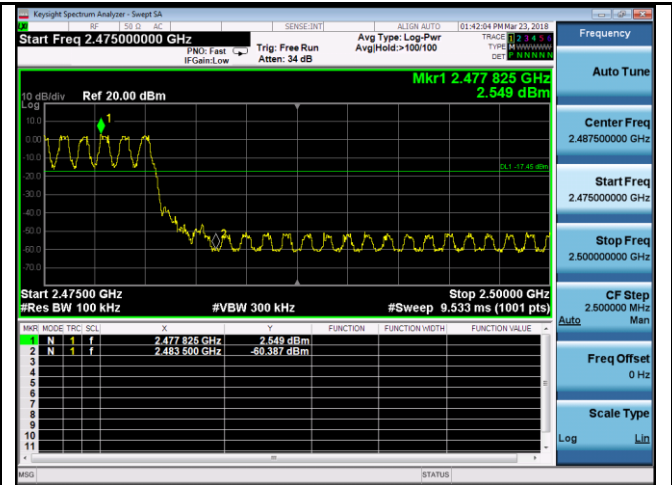 Keysight Spectrum Analyzer - Swept SA
RF 50 Ω AC SENSE:INT ALIGN AUTO 01:42:04 PM Mar 23, 2018
Start Freq 2.475000000 GHz
PNO: Fast
IFGain:Low
Trig: Free Run
Atten: 34 dB
Avg Type: Log-Pwr
Avg|Hold:>100/100
TRACE 1 2 3 4 5 6
TYPE M W W W W W
DET P N N N N N
Mkr1 2.477 825 GHz
2.549 dBm
10 dB/div Ref 20.00 dBm
Log
10.0
0.00
-10.0
-20.0
-30.0
-40.0
-50.0
-60.0
-70.0
1
2
DL1 -17.45 dBm
Start 2.47500 GHz Stop 2.50000 GHz
#Res BW 100 kHz #VBW 300 kHz #Sweep 9.533 ms (1001 pts)
MKR MODE TRC SCL X Y FUNCTION FUNCTION WIDTH FUNCTION VALUE
1 N 1 f 2.477 825 GHz 2.549 dBm
2 N 1 f 2.483 500 GHz -60.387 dBm
3
4
5
6
7
8
9
10
11
MSG STATUS
Frequency
Auto Tune
Center Freq
2.487500000 GHz
Start Freq
2.475000000 GHz
Stop Freq
2.500000000 GHz
CF Step
2.500000 MHz
Auto Man
Freq Offset
0 Hz
Scale Type
Log Lin